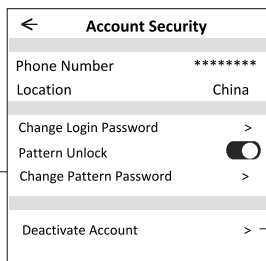 Account Security
Phone Number ********
Location China
Change Login Password >
Pattern Unlock
Change Pattern Password >
Deactivate Account >